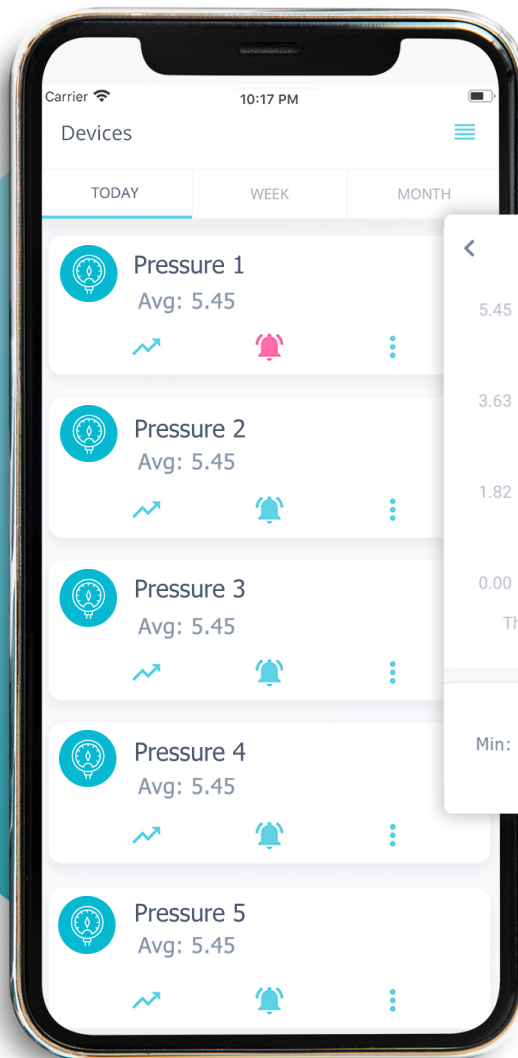 Carrier
10:17 PM
Devices
TODAY
WEEK
MONTH
Pressure 1
Avg: 5.45
Pressure 2
Avg: 5.45
Pressure 3
Avg: 5.45
Pressure 4
Avg: 5.45
Pressure 5
Avg: 5.45
5.45
3.63
1.82
0.00
Min: